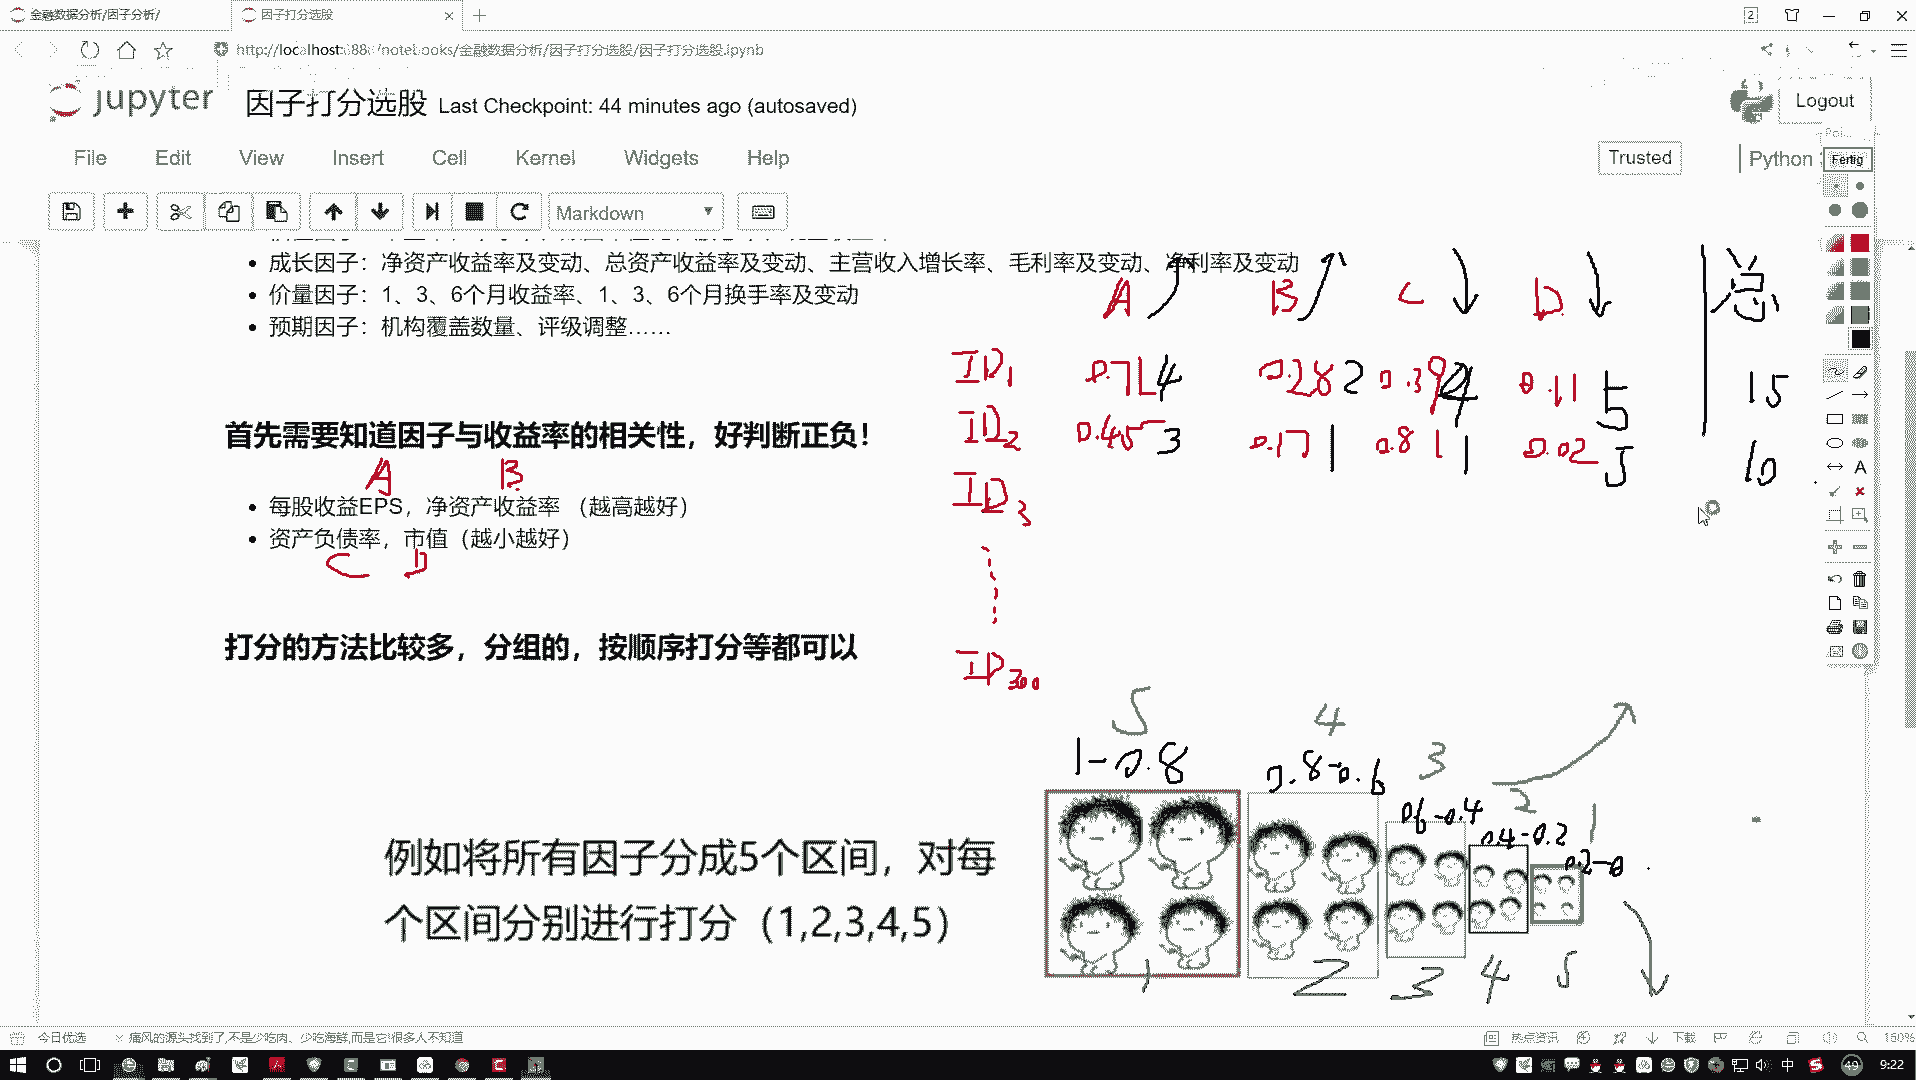 金融数据分析/因子分析/
因子打分选股
2
http://localhost:888/notebooks/金融数据分析/因子打分选股/因子打分选股.ipynb
jupyter 因子打分选股 Last Checkpoint: 44 minutes ago (autosaved)
Logout
File Edit View Insert Cell Kernel Widgets Help
Trusted
Python
Fertig
Markdown
成长因子：净资产收益率及变动、总资产收益率及变动、主营收入增长率、毛利率及变动、净利率及变动
价量因子：1、3、6个月收益率、1、3、6个月换手率及变动
预期因子：机构覆盖数量、评级调整……
A B C D 总
ID1 0.71 4 0.28 2 0.39 4 0.11 5 15
ID2 0.45 3 0.17 1 0.81 1 0.02 5 10
ID3
ID300
首先需要知道因子与收益率的相关性，好判断正负！
A B
每股收益EPS，净资产收益率 （越高越好）
资产负债率，市值（越小越好）
C D
打分的方法比较多，分组的，按顺序打分等都可以
5 4 3 2 1
1-0.8 0.8-0.6 0.6-0.4 0.4-0.2 0.2-0
例如将所有因子分成5个区间，对每
个区间分别进行打分（1,2,3,4,5）
1 2 3 4 5
今日优选
痛风的源头找到了,不是少吃肉、少吃海鲜,而是它!很多人不知道
热点资讯
下载
160%
中
49
9:22